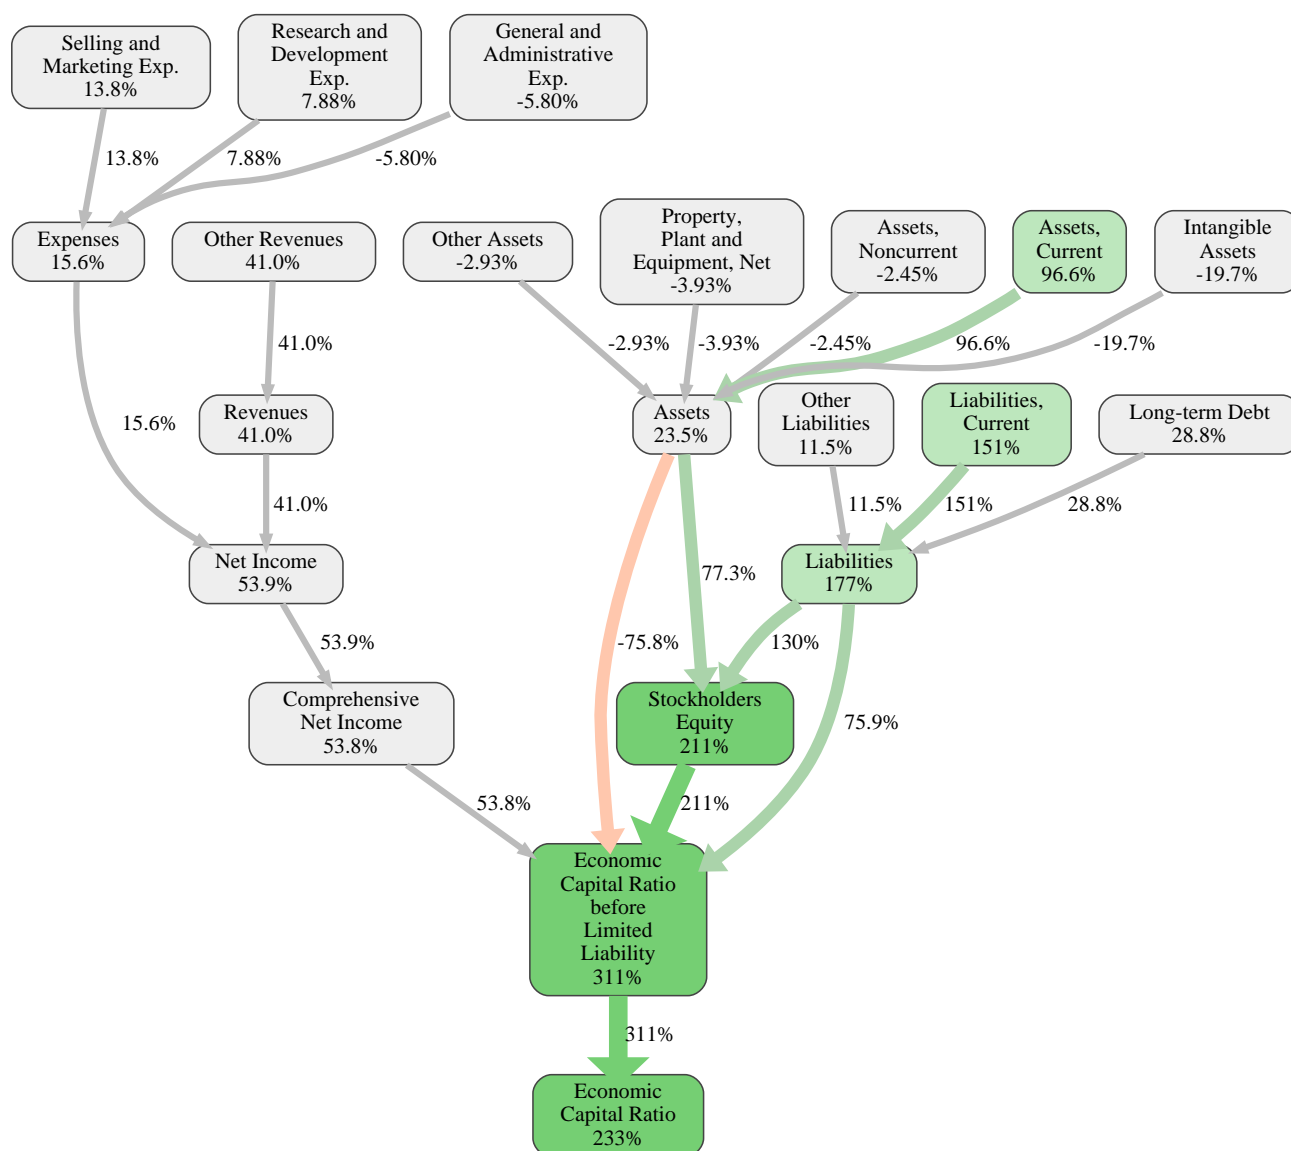 Selling and
Marketing Exp.
13.8%
Research and
Development
Exp.
7.88%
General and
Administrative
Exp.
-5.80%
13.8%
7.88%
-5.80%
Expenses
15.6%
Other Revenues
41.0%
Other Assets
-2.93%
Property,
Plant and
Equipment, Net
-3.93%
Assets,
Noncurrent
-2.45%
Assets,
Current
96.6%
Intangible
Assets
-19.7%
41.0%
-2.93%
-3.93%
-2.45%
96.6%
-19.7%
15.6%
Revenues
41.0%
Assets
23.5%
Other
Liabilities
11.5%
Liabilities,
Current
151%
Long-term Debt
28.8%
41.0%
77.3%
11.5%
151%
28.8%
Net Income
53.9%
Liabilities
177%
53.9%
-75.8%
130%
75.9%
Comprehensive
Net Income
53.8%
Stockholders
Equity
211%
53.8%
211%
Economic
Capital Ratio
before
Limited
Liability
311%
311%
Economic
Capital Ratio
233%